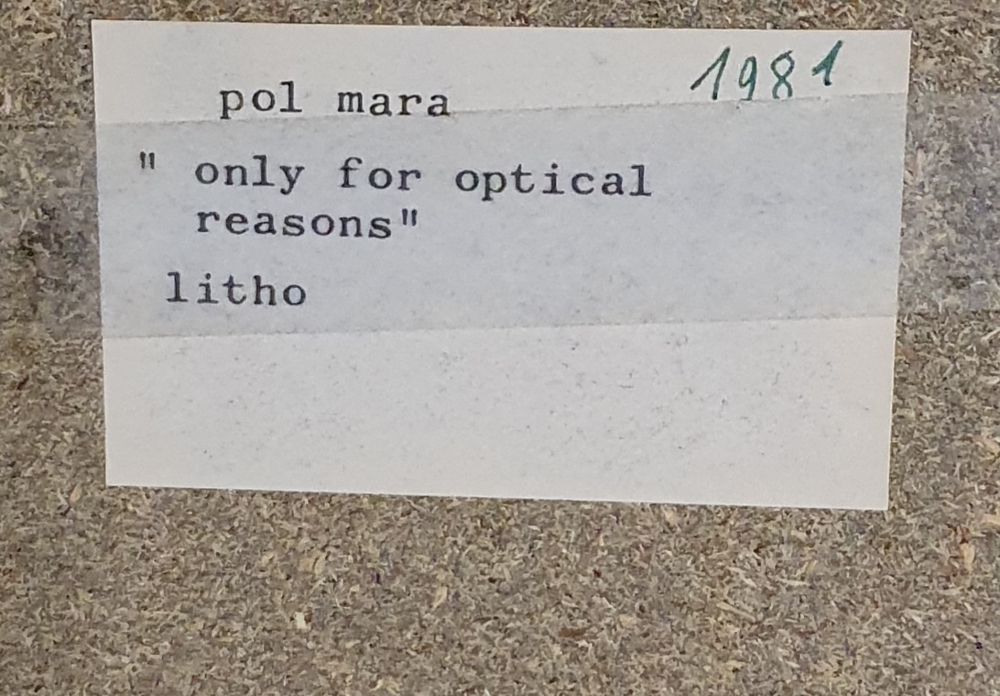 1981
pol mara
" only for optical
reasons"
litho